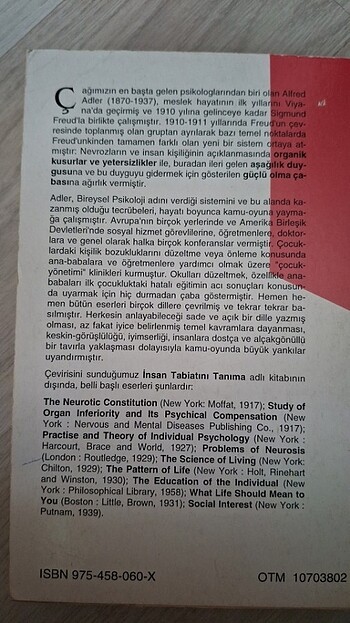 Çağımızın en başta gelen psikologlarından biri olan Alfred
Adler (1870-1937), meslek hayatının ilk yıllarını Viya-
na'da geçirmiş ve 1910 yılına gelinceye kadar Sigmund
Freud'la birlikte çalışmıştır. 1910-1911 yıllarında Freud'un çev-
resinde toplanmış olan gruptan ayrılarak bazı temel noktalarda
Freud'unkinden tamamen farklı olan yeni bir sistem ortaya at-
mıştır: Nevrozların ve insan kişiliğinin açıklanmasında organik
kusurlar ve yetersizlikler ile, buradan ileri gelen aşağılık duy-
gusuna ve bu duyguyu gidermek için gösterilen güçlü olma ça-
basına ağırlık vermiştir.
Adler, Bireysel Psikoloji adını verdiği sistemini ve bu alanda ka-
zanmış olduğu tecrübeleri, hayatı boyunca kamu-oyuna yayma-
ğa çalışmıştır. Avrupa'nın birçok yerlerinde ve Amerika Birleşik
Devletleri'nde sosyal hizmet görevlilerine, öğretmenlere, doktor-
lara ve genel olarak halka birçok konferanslar vermiştir. Çocuk-
lardaki kişilik bozukluklarını düzeltme veya önleme konusunda
ana-babalara ve öğretmenlere yardımcı olmak üzere "çocuk-
yönetimi" klinikleri kurmuştur. Okulları düzeltmek, özellikle ana-
babaları ilk çocukluktaki hatalı eğitimin acı sonuçları konusun-
da uyarmak için hiç durmadan çaba göstermiştir. Hemen he-
men bütün eserleri birçok dillere çevrilmiş ve tekrar tekrar ba-
sılmıştır. Herkesin anlayabileceği sade ve açık bir dille yazmış
olması, az fakat iyice belirlenmiş temel kavramlara dayanması,
keskin-görüşlülüğü, iyimserliği, insanlara dostça ve alçakgönüllü
bir tavırla yaklaşması dolayısıyla kamu-oyunda büyük yankılar
uyandırmıştır.
Çevirisini sunduğumuz İnsan Tabiatını Tanıma adlı kitabının
dışında, belli başlı eserleri şunlardır:
The Neurotic Constitution (New York: Moffat, 1917); Study of
Organ Inferiority and Its Psychical Compensation (New
York : Nervous and Mental Diseases Publishing Co., 1917);
Practise and Theory of Individual Psychology (New York :
Harcourt, Brace and World, 1927); Problems of Neurosis
(London : Routledge, 1929); The Science of Living (New York:
Chilton, 1929); The Pattern of Life (New York : Holt, Rinehart
and Winston, 1930); The Education of the Individual (New
York : Philosophical Library, 1958); What Life Should Mean to
You (Boston : Little, Brown, 1931); Social Interest (New York :
Putnam, 1939).
ISBN 975-458-060-X
OTM 10703802